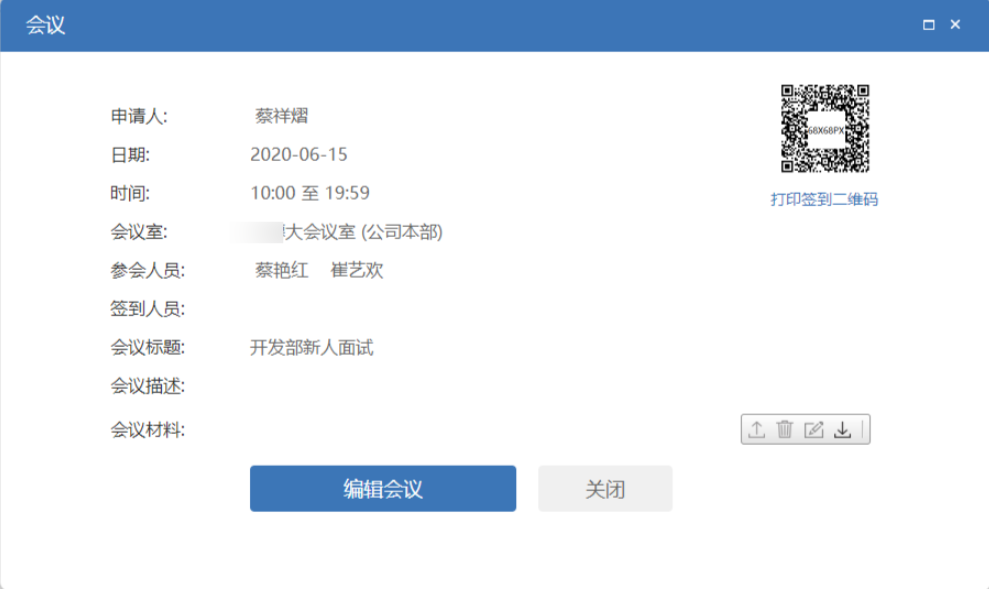 会议
申请人: 蔡祥熠
68X68PX
日期: 2020-06-15
时间: 10:00 至 19:59
打印签到二维码
会议室: 大会议室 (公司本部)
参会人员: 蔡艳红 崔艺欢
签到人员:
会议标题: 开发部新人面试
会议描述:
会议材料:
编辑会议 关闭